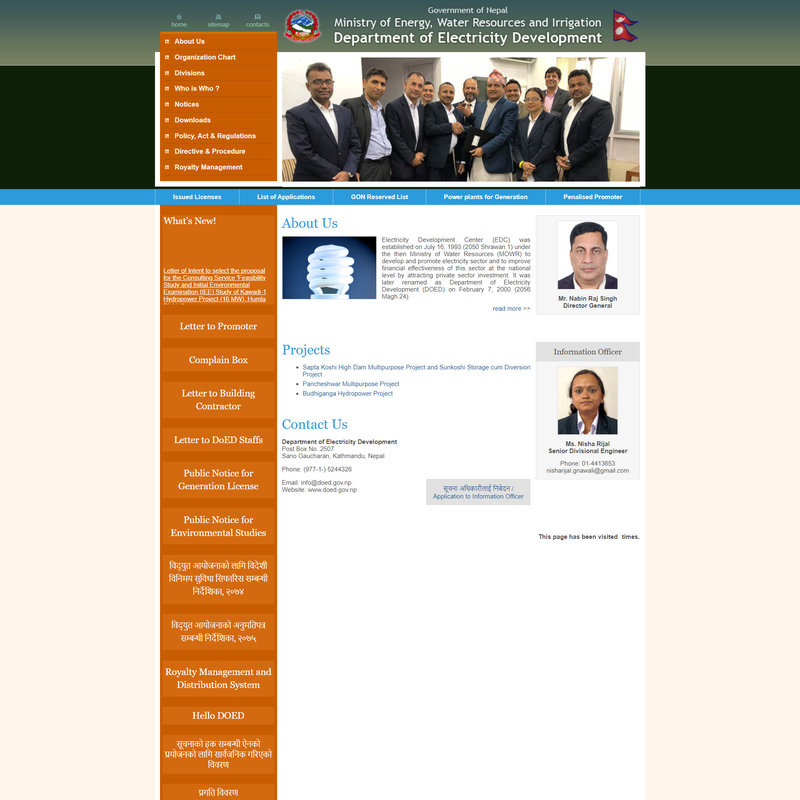 home
sitemap
contacts
Government of Nepal
Ministry of Energy, Water Resources and Irrigation
Department of Electricity Development
About Us
Organization Chart
Divisions
Who is Who ?
Notices
Downloads
Policy, Act & Regulations
Directive & Procedure
Royalty Management
Issued Licenses
List of Applications
GON Reserved List
Power plants for Generation
Penalised Promoter
What's New!
Letter of Intent to select the proposal
for the Consulting Service 'Feasibility
Study and Initial Environmental
Examination (IEE) Study of Kawadi-1
Hydropower Project (16 MW), Humla
Letter to Promoter
Complain Box
Letter to Building
Contractor
Letter to DoED Staffs
Public Notice for
Generation License
Public Notice for
Environmental Studies
विद्युत आयोजनाको लागि विदेशी
विनिमय सुविधा सिफारिस सम्बन्धी
निर्देशिका, २०७४
विद्युत आयोजनाको अनुमतिपत्र
सम्बन्धी निर्देशिका, २०७५
Royalty Management and
Distribution System
Hello DOED
सूचनाको हक सम्बन्धी ऐनको
प्रयोजनको लागि सार्वजनिक गरिएको
विवरण
प्रगति विवरण
About Us
Electricity Development Center (EDC) was
established on July 16, 1993 (2050 Shrawan 1) under
the then Ministry of Water Resources (MOWR) to
develop and promote electricity sector and to improve
financial effectiveness of this sector at the national
level by attracting private sector investment. It was
later renamed as Department of Electricity
Development (DOED) on February 7, 2000 (2056
Magh 24)
read more >>
Projects
Sapta Koshi High Dam Multipurpose Project and Sunkoshi Storage cum Diversion
Project
Pancheshwar Multipurpose Project
Budhiganga Hydropower Project
Contact Us
Department of Electricity Development
Post Box No. 2507
Sano Gaucharan, Kathmandu, Nepal
Phone: (977-1-) 5244326
Email: info@doed.gov.np
Website: www.doed.gov.np
सूचना अधिकारीलाई निबेदन /
Application to Information Officer
Mr. Nabin Raj Singh
Director General
Information Officer
Ms. Nisha Rijal
Senior Divisional Engineer
Phone: 01-4413653
nisharijal.gnawali@gmail.com
This page has been visited times.